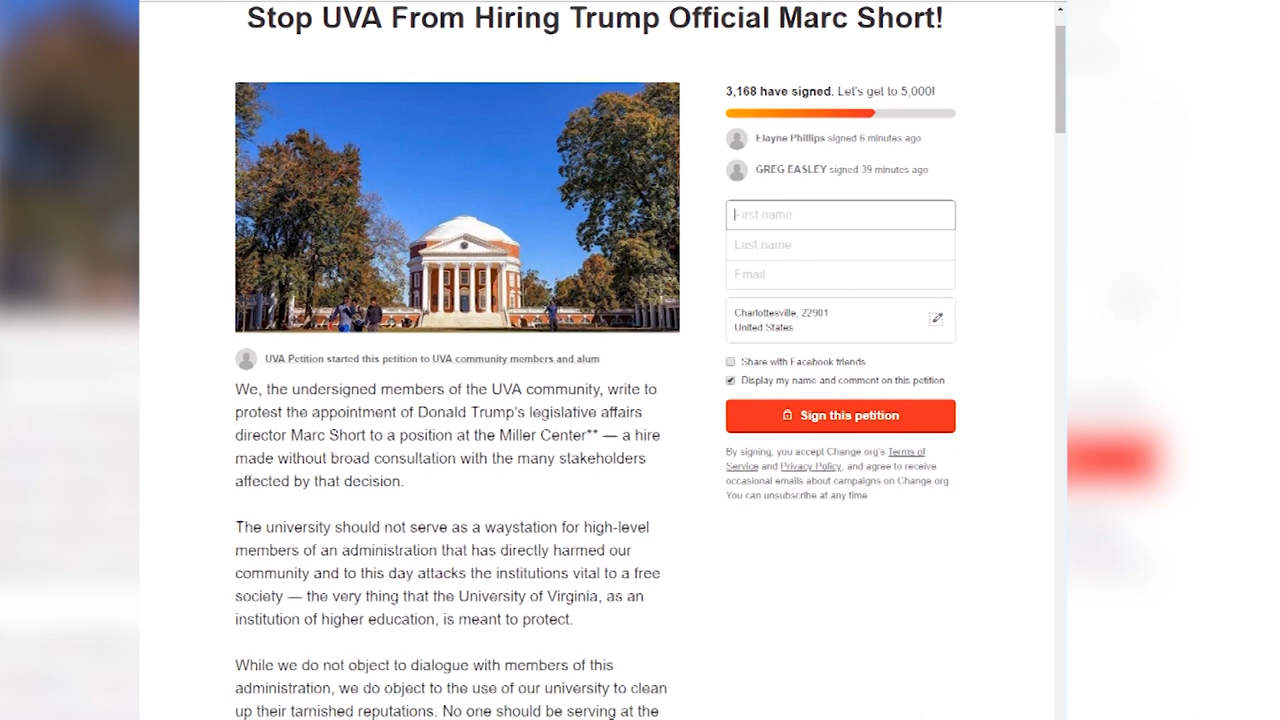 Stop UVA From Hiring Trump Official Marc Short!
3,168 have signed. Let's get to 5,000!
Elayne Phillips signed 6 minutes ago
GREG EASLEY signed 39 minutes ago
First name
Last name
Email
Charlottesville, 22901
United States
Share with Facebook friends
Display my name and comment on this petition
Sign this petition
By signing, you accept Change.org's Terms of
Service and Privacy Policy, and agree to receive
occasional emails about campaigns on Change.org.
You can unsubscribe at any time.
UVA Petition started this petition to UVA community members and alum
We, the undersigned members of the UVA community, write to
protest the appointment of Donald Trump's legislative affairs
director Marc Short to a position at the Miller Center** — a hire
made without broad consultation with the many stakeholders
affected by that decision.
The university should not serve as a waystation for high-level
members of an administration that has directly harmed our
community and to this day attacks the institutions vital to a free
society — the very thing that the University of Virginia, as an
institution of higher education, is meant to protect.
While we do not object to dialogue with members of this
administration, we do object to the use of our university to clean
up their tarnished reputations. No one should be serving at the